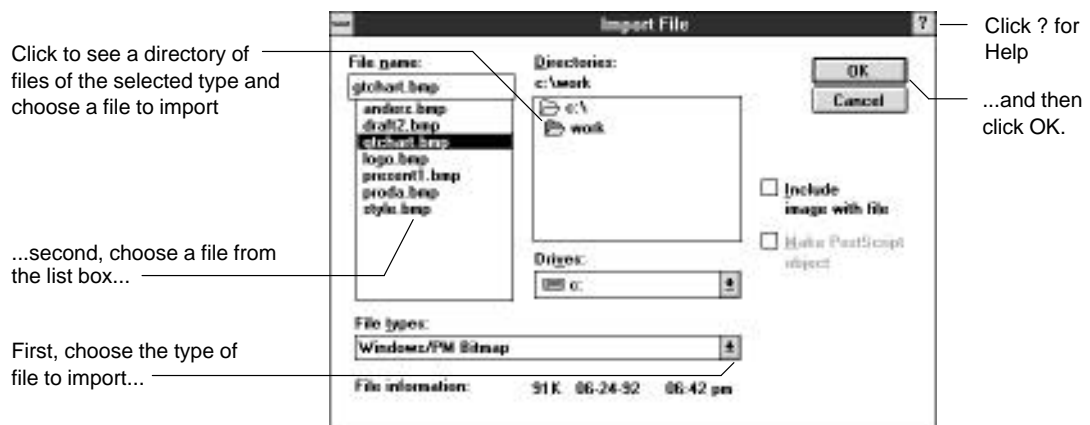 Import File
?
Click ? for
Help
Click to see a directory of
files of the selected type and
choose a file to import
File name:
gtchart.bmp
anders.bmp
draft2.bmp
gtchart.bmp
logo.bmp
present1.bmp
proda.bmp
style.bmp
Directories:
c:\work
c:\
work
OK
Cancel
...and then
click OK.
Include
image with file
Make PostScript
object
...second, choose a file from
the list box...
Drives:
c:
File types:
Windows/PM Bitmap
First, choose the type of
file to import...
File information: 91K 06-24-92 06:42 pm